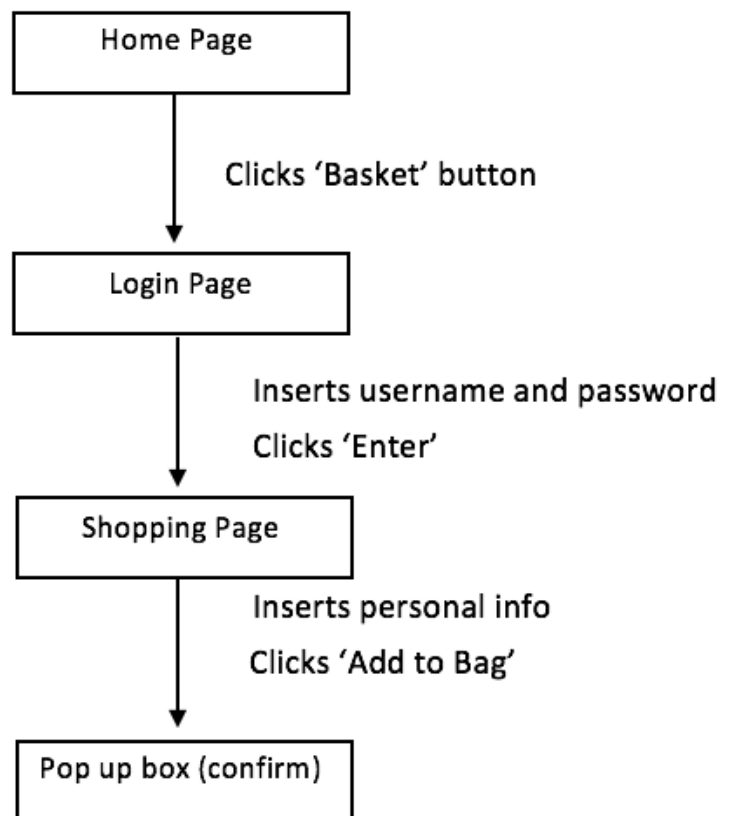 Home Page
Clicks ‘Basket’ button
Login Page
Inserts username and password
Clicks ‘Enter’
Shopping Page
Inserts personal info
Clicks ‘Add to Bag’
Pop up box (confirm)